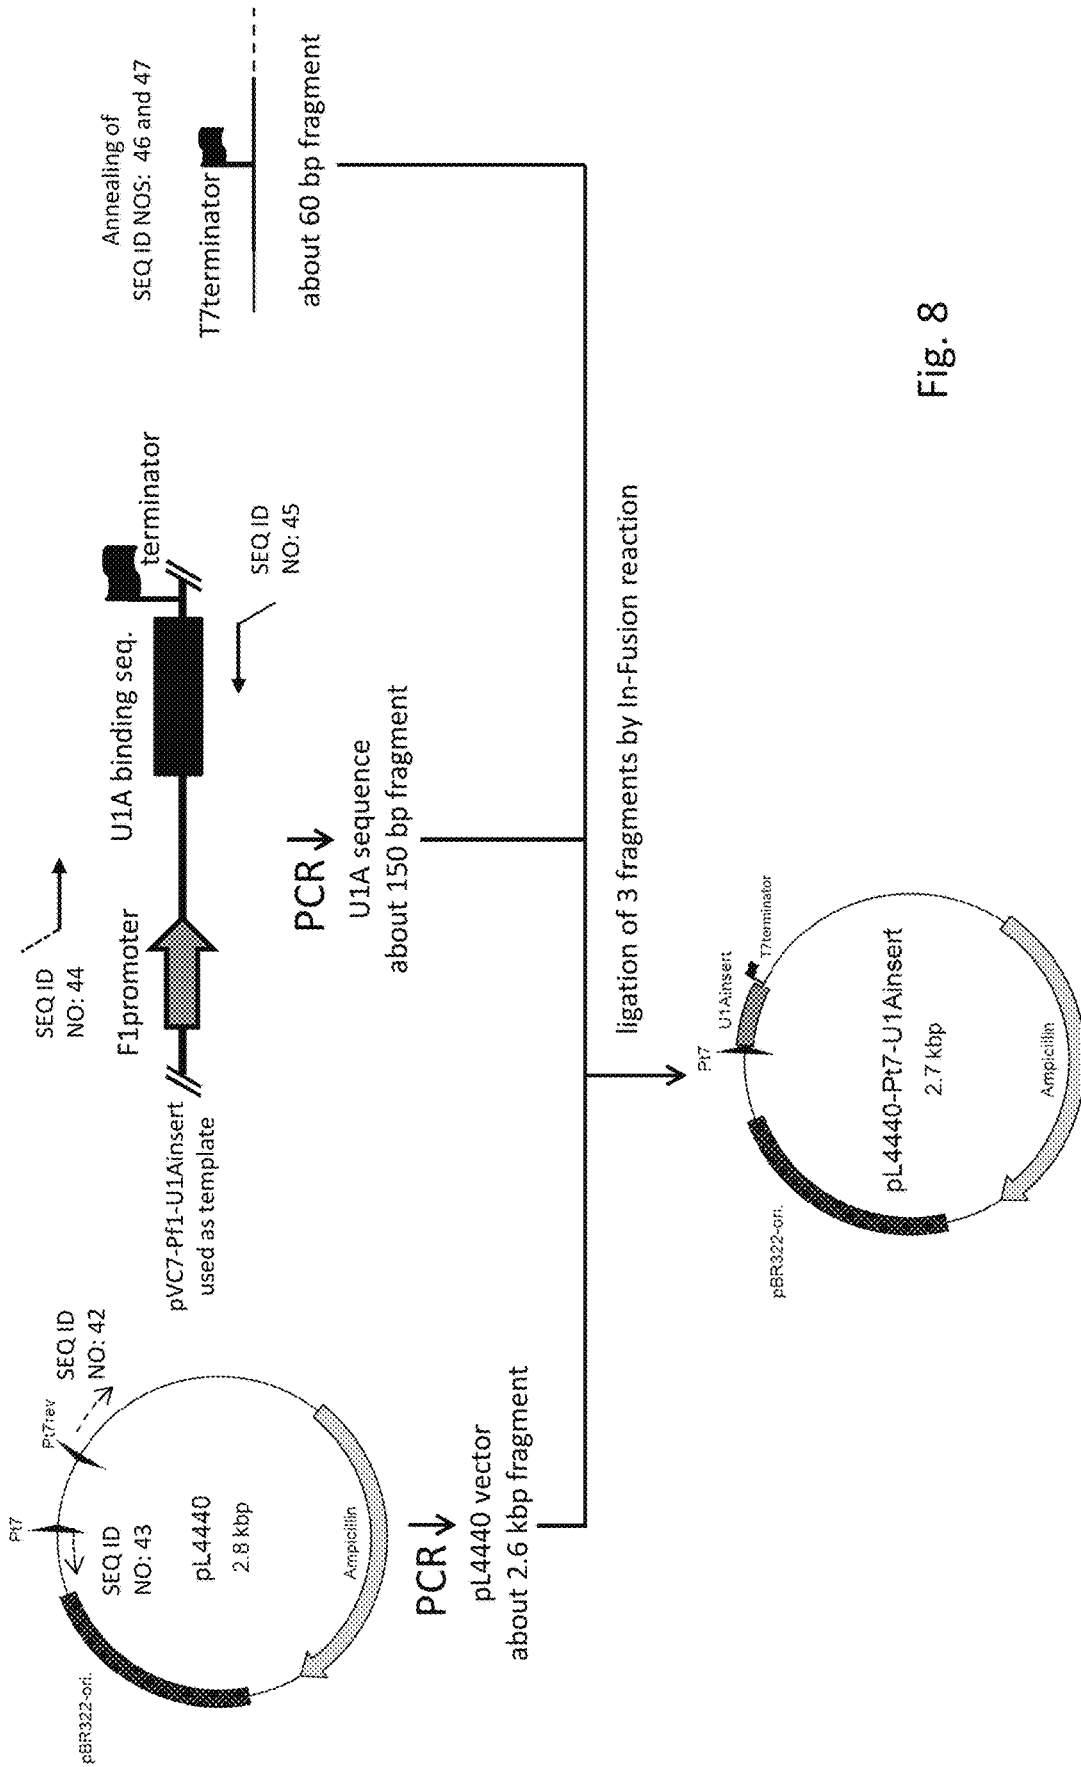 Pt7
Pt7rev
SEQ ID
NO: 42
SEQ ID
NO: 43
pBR322-ori.
pL4440
2.8 kbp
Ampicillin
PCR
pL4440 vector
about 2.6 kbp fragment
SEQ ID
NO: 44
F1promoter
U1A binding seq.
terminator
pVC7-Pf1-U1Ainsert
used as template
SEQ ID
NO: 45
PCR
U1A sequence
about 150 bp fragment
Annealing of
SEQ ID NOS: 46 and 47
T7terminator
about 60 bp fragment
ligation of 3 fragments by In-Fusion reaction
Pt7
U1Ainsert
T7terminator
pBR322-ori.
pL4440-Pt7-U1Ainsert
2.7 kbp
Ampicillin
Fig. 8